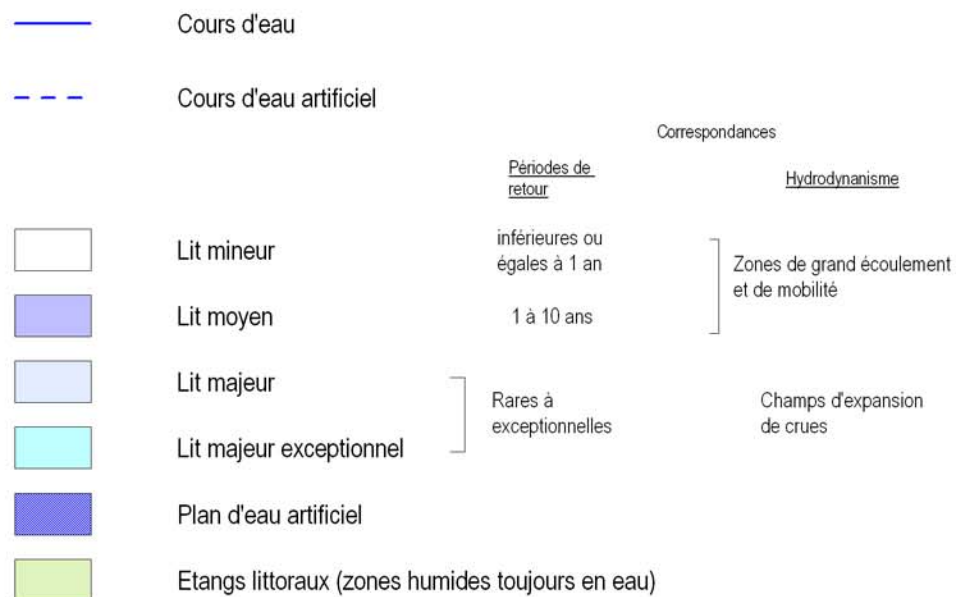 Cours d'eau
Cours d'eau artificiel
Correspondances
Périodes de
retour
Hydrodynanisme
Lit mineur
inférieures ou
égales à 1 an
Zones de grand écoulement
et de mobilité
Lit moyen
1 à 10 ans
Lit majeur
Rares à
exceptionnelles
Champs d'expansion
de crues
Lit majeur exceptionnel
Plan d'eau artificiel
Etangs littoraux (zones humides toujours en eau)